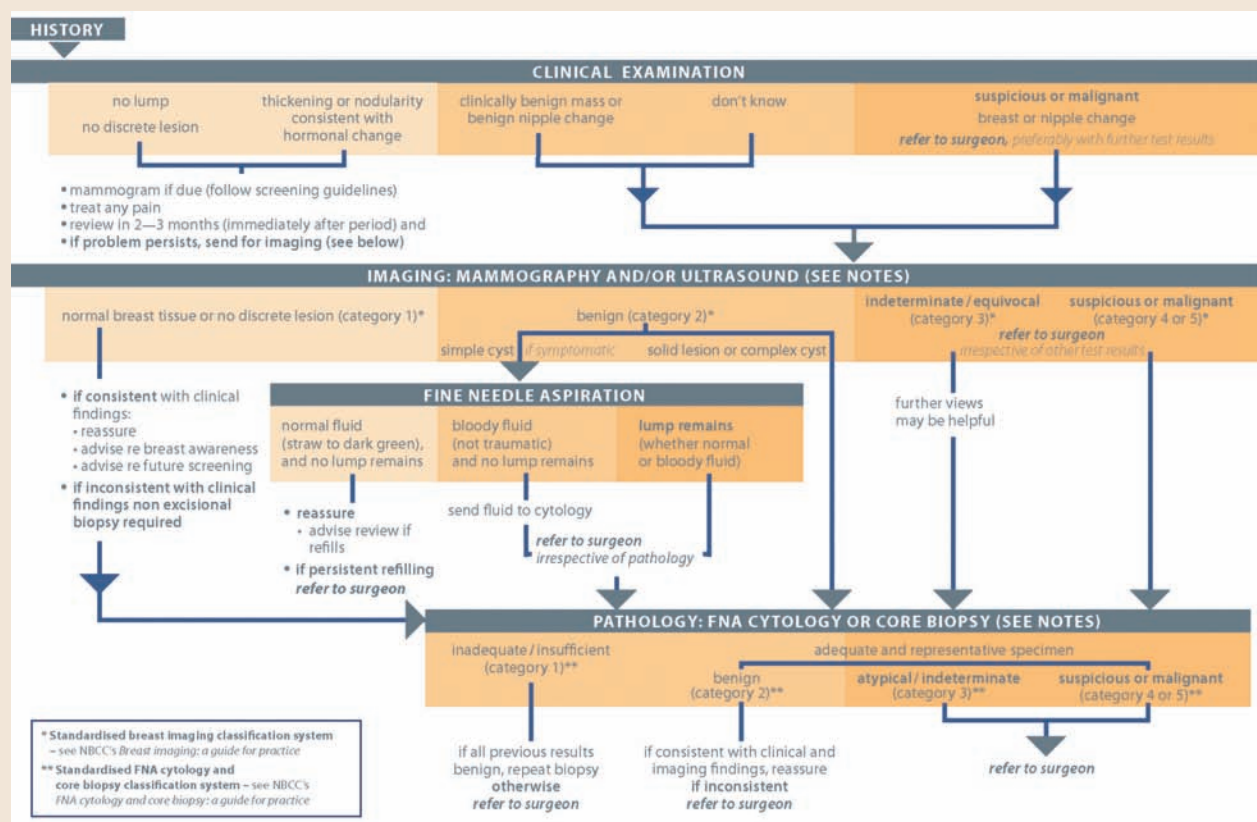 HISTORY
CLINICAL EXAMINATION
no lump
no discrete lesion
thickening or nodularity
consistent with
hormonal change
clinically benign mass or
benign nipple change
don't know
suspicious or malignant
breast or nipple change
refer to surgeon, preferably with further test results
• mammogram if due (follow screening guidelines)
• treat any pain
• review in 2—3 months (immediately after period) and
• if problem persists, send for imaging (see below)
IMAGING: MAMMOGRAPHY AND/OR ULTRASOUND (SEE NOTES)
normal breast tissue or no discrete lesion (category 1)*
benign (category 2)*
simple cyst if symptomatic
solid lesion or complex cyst
indeterminate / equivocal
(category 3)*
suspicious or malignant
(category 4 or 5)*
refer to surgeon
irrespective of other test results
• if consistent with clinical
findings:
• reassure
• advise re breast awareness
• advise re future screening
• if inconsistent with clinical
findings non excisional
biopsy required
FINE NEEDLE ASPIRATION
normal fluid
(straw to dark green),
and no lump remains
bloody fluid
(not traumatic)
and no lump remains
lump remains
(whether normal
or bloody fluid)
further views
may be helpful
• reassure
• advise review if
refills
• if persistent refilling
refer to surgeon
send fluid to cytology
refer to surgeon
irrespective of pathology
PATHOLOGY: FNA CYTOLOGY OR CORE BIOPSY (SEE NOTES)
inadequate / insufficient
(category 1)**
adequate and representative specimen
benign
(category 2)**
atypical / indeterminate
(category 3)**
suspicious or malignant
(category 4 or 5)**
if all previous results
benign, repeat biopsy
otherwise
refer to surgeon
if consistent with clinical and
imaging findings, reassure
if inconsistent
refer to surgeon
refer to surgeon
* Standardised breast imaging classification system
– see NBCC's Breast imaging: a guide for practice
** Standardised FNA cytology and
core biopsy classification system – see NBCC's
FNA cytology and core biopsy: a guide for practice